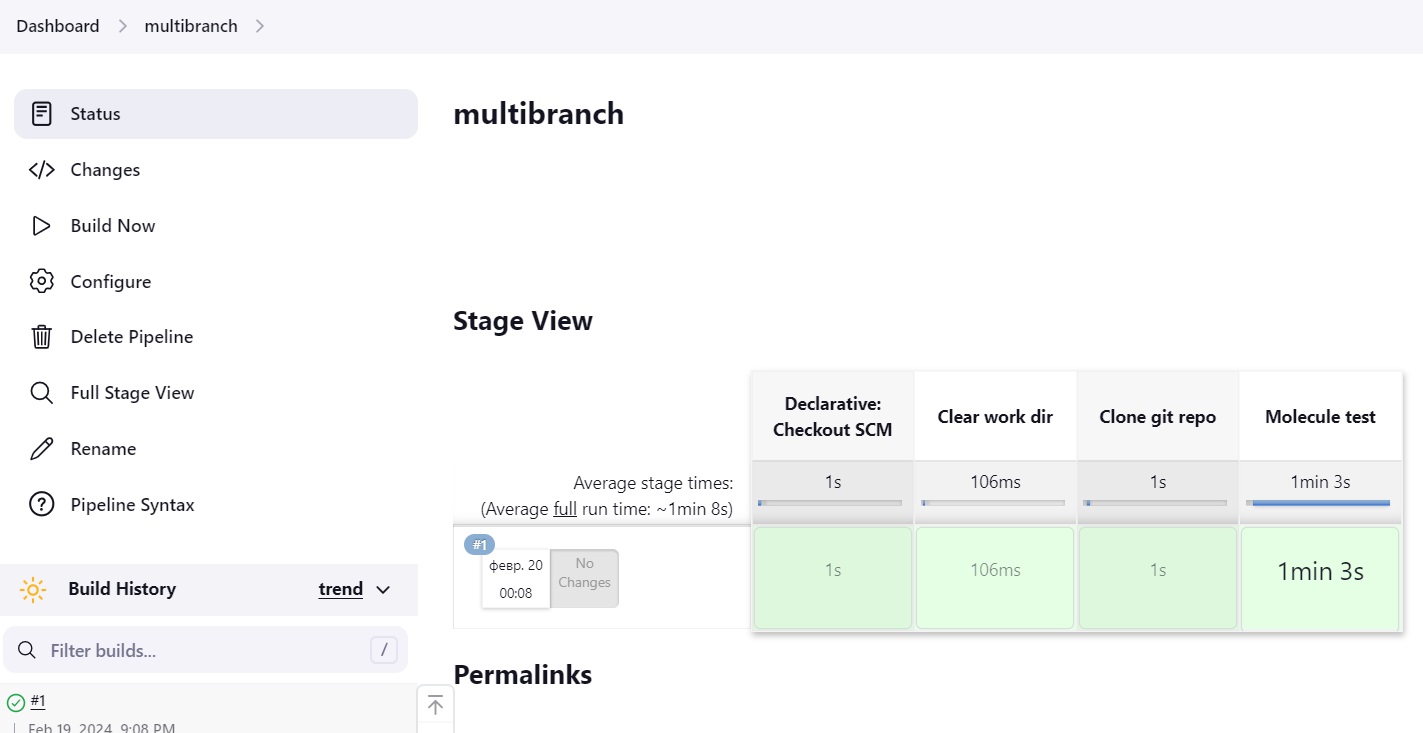 Dashboard
multibranch
Status
Changes
Build Now
Configure
Delete Pipeline
Full Stage View
Rename
Pipeline Syntax
Build History
trend
Filter builds...
/
#1
Feb 19, 2024, 9:08 PM
multibranch
Stage View
Declarative:
Checkout SCM
Clear work dir
Clone git repo
Molecule test
Average stage times:
(Average full run time: ~1min 8s)
1s
106ms
1s
1min 3s
#1
февр. 20
00:08
No
Changes
1s
106ms
1s
1min 3s
Permalinks